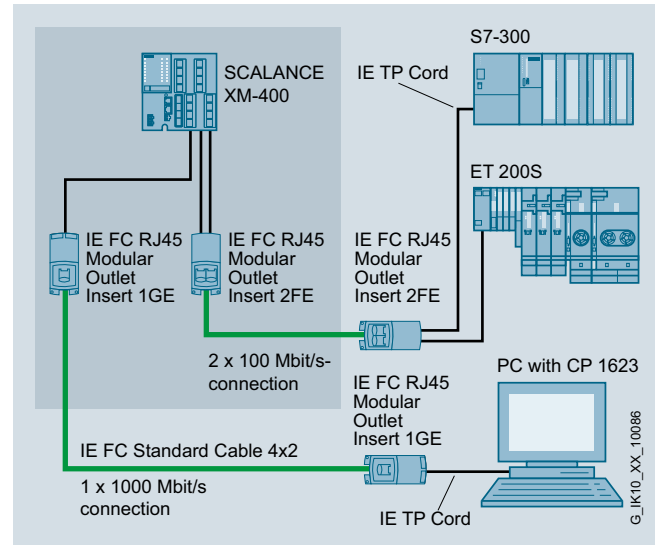 S7-300
SCALANCE
XM-400
IE TP Cord
ET 200S
IE FC RJ45
Modular
Outlet
Insert 1GE
IE FC RJ45
Modular
Outlet
Insert 2FE
IE FC RJ45
Modular
Outlet
Insert 2FE
2 x 100 Mbit/s-
connection
PC with CP 1623
IE FC RJ45
Modular
Outlet
Insert 1GE
IE FC Standard Cable 4x2
1 x 1000 Mbit/s
connection
IE TP Cord
G_IK10_XX_10086